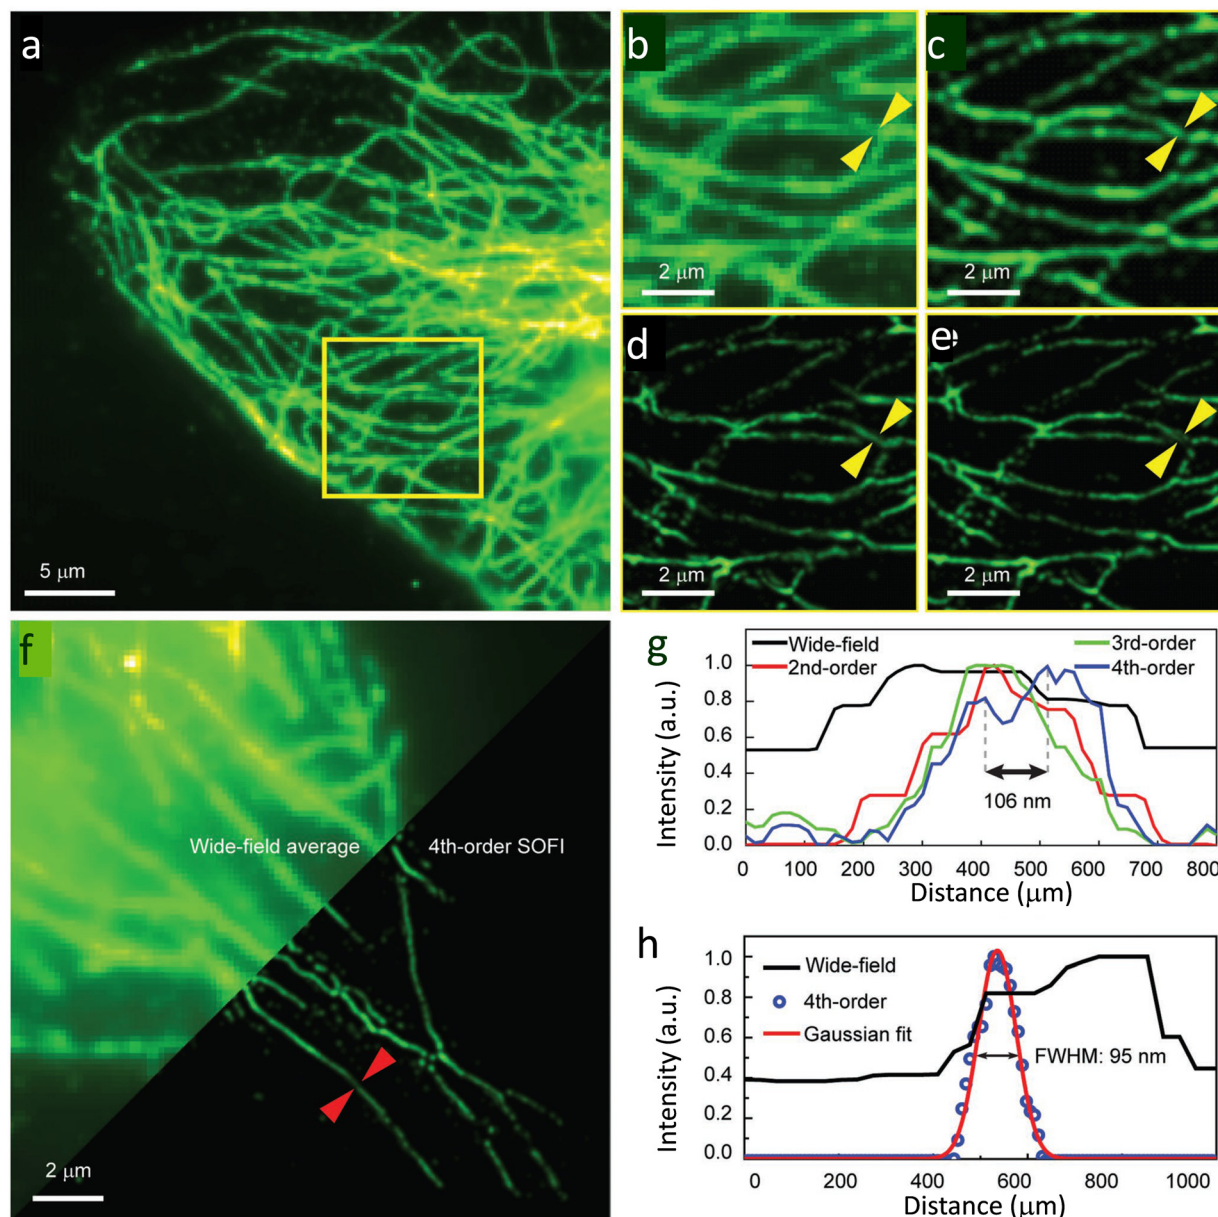 a
5 μm
b
2 μm
c
2 μm
d
2 μm
e
2 μm
f
Wide-field average
4th-order SOFI
2 μm
g
Wide-field
2nd-order
3rd-order
4th-order
Intensity (a.u.)
1.0
0.8
0.6
0.4
0.2
0.0
106 nm
0 100 200 300 400 500 600 700 800
Distance (μm)
h
Wide-field
4th-order
Gaussian fit
FWHM: 95 nm
Intensity (a.u.)
1.0
0.8
0.6
0.4
0.2
0.0
0 200 400 600 800 1000
Distance (μm)